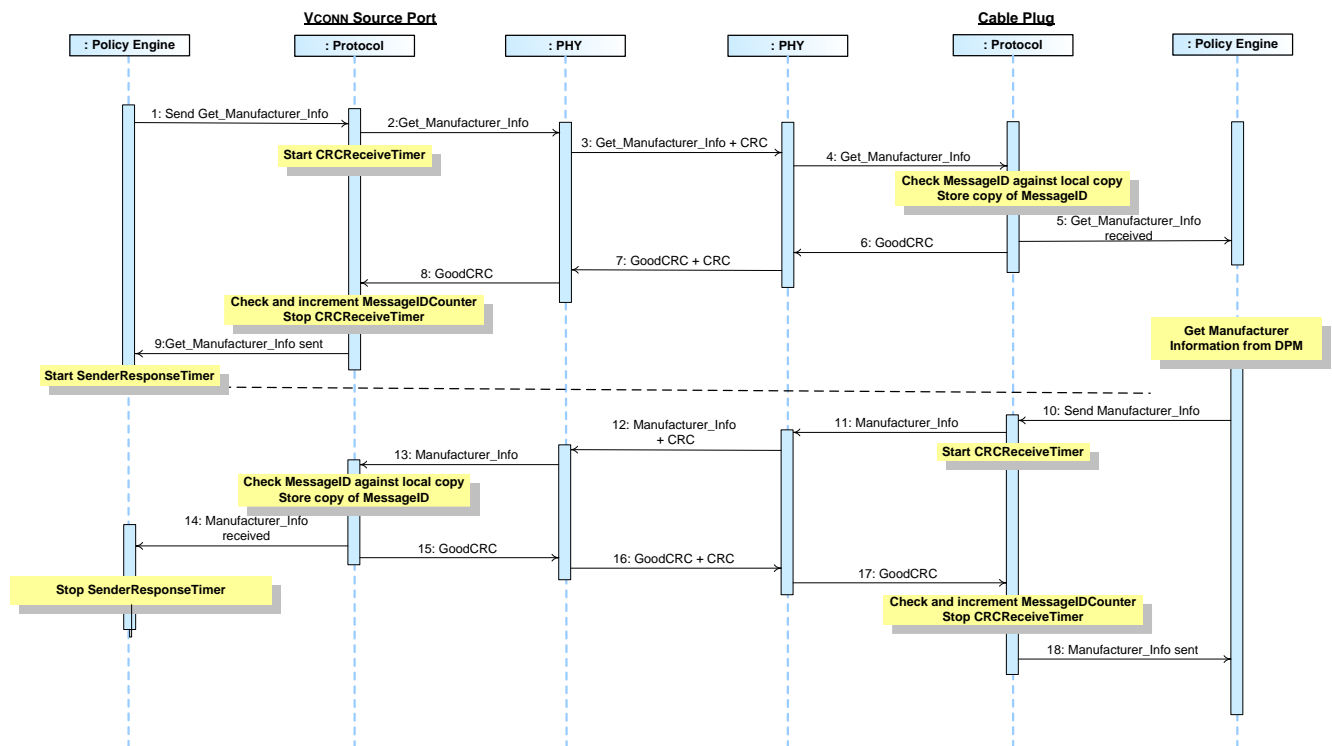 VCONN Source Port
Cable Plug
: Policy Engine
: Protocol
: PHY
: PHY
: Protocol
: Policy Engine
1: Send Get_Manufacturer_Info
2:Get_Manufacturer_Info
Start CRCReceiveTimer
3: Get_Manufacturer_Info + CRC
4: Get_Manufacturer_Info
Check MessageID against local copy
Store copy of MessageID
5: Get_Manufacturer_Info
received
6: GoodCRC
7: GoodCRC + CRC
8: GoodCRC
Check and increment MessageIDCounter
Stop CRCReceiveTimer
9:Get_Manufacturer_Info sent
Start SenderResponseTimer
Get Manufacturer
Information from DPM
10: Send Manufacturer_Info
11: Manufacturer_Info
Start CRCReceiveTimer
12: Manufacturer_Info
+ CRC
13: Manufacturer_Info
Check MessageID against local copy
Store copy of MessageID
14: Manufacturer_Info
received
15: GoodCRC
16: GoodCRC + CRC
17: GoodCRC
Stop SenderResponseTimer
Check and increment MessageIDCounter
Stop CRCReceiveTimer
18: Manufacturer_Info sent